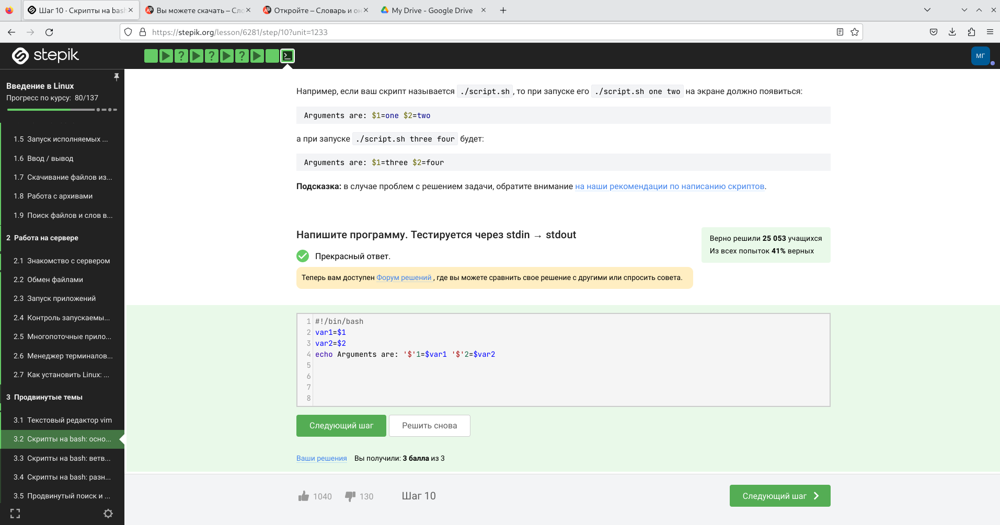 Шаг 10 · Скрипты на bash
Вы можете скачать – Сло
Откройте – Словарь и он
My Drive - Google Drive
https://stepik.org/lesson/6281/step/10?unit=1233
stepik
?
?
?
МГ
Введение в Linux
Прогресс по курсу: 80/137
1.5 Запуск исполняемых ...
1.6 Ввод / вывод
1.7 Скачивание файлов из...
1.8 Работа с архивами
1.9 Поиск файлов и слов в...
2 Работа на сервере
2.1 Знакомство с сервером
2.2 Обмен файлами
2.3 Запуск приложений
2.4 Контроль запускаемы...
2.5 Многопоточные прило...
2.6 Менеджер терминалов...
2.7 Как установить Linux: ...
3 Продвинутые темы
3.1 Текстовый редактор vim
3.2 Скрипты на bash: осно...
3.3 Скрипты на bash: ветв...
3.4 Скрипты на bash: разн...
3.5 Продвинутый поиск и ...
Например, если ваш скрипт называется ./script.sh, то при запуске его ./script.sh one two на экране должно появиться:
Arguments are: $1=one $2=two
а при запуске ./script.sh three four будет:
Arguments are: $1=three $2=four
Подсказка: в случае проблем с решением задачи, обратите внимание на наши рекомендации по написанию скриптов.
Напишите программу. Тестируется через stdin → stdout
Верно решили 25 053 учащихся
Из всех попыток 41% верных
Прекрасный ответ.
Теперь вам доступен Форум решений, где вы можете сравнить свое решение с другими или спросить совета.
1 #!/bin/bash
2 var1=$1
3 var2=$2
4 echo Arguments are: '$'1=$var1 '$'2=$var2
5
6
7
8
Следующий шаг
Решить снова
Ваши решения Вы получили: 3 балла из 3
1040
130
Шаг 10
Следующий шаг